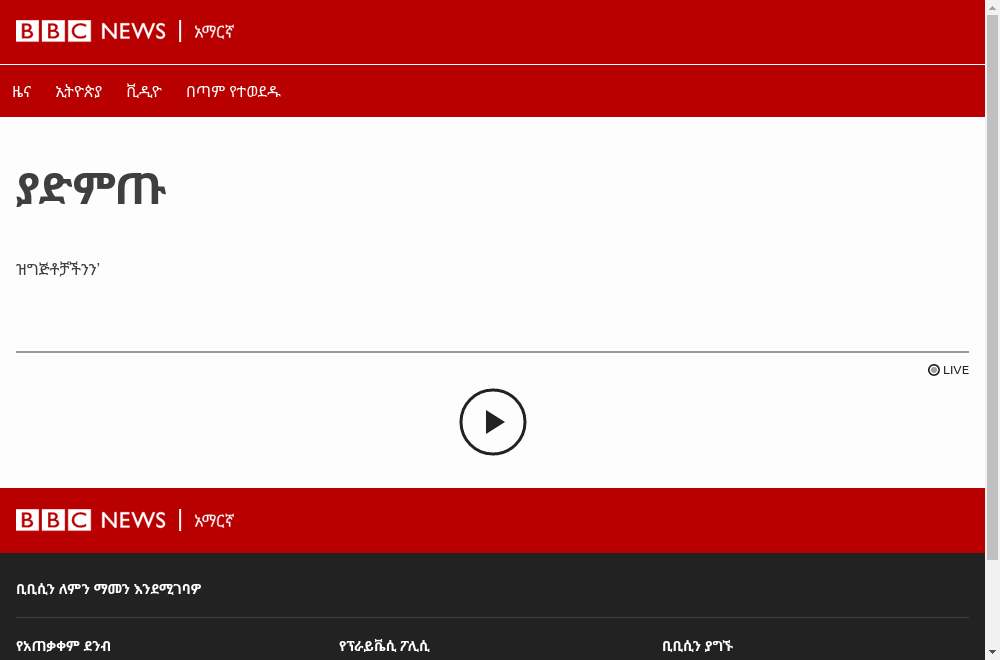 BBC NEWS | አማርኛ
ዜና ኢትዮጵያ ቪዲዮ በጣም የተወደዱ
ያድምጡ
ዝግጅቶቻችንን'
LIVE
BBC NEWS | አማርኛ
ቢቢሲን ለምን ማመን እንደሚገባዎ
የአጠቃቀም ደንብ የፕራይቬሲ ፖሊሲ ቢቢሲን ያግኙ